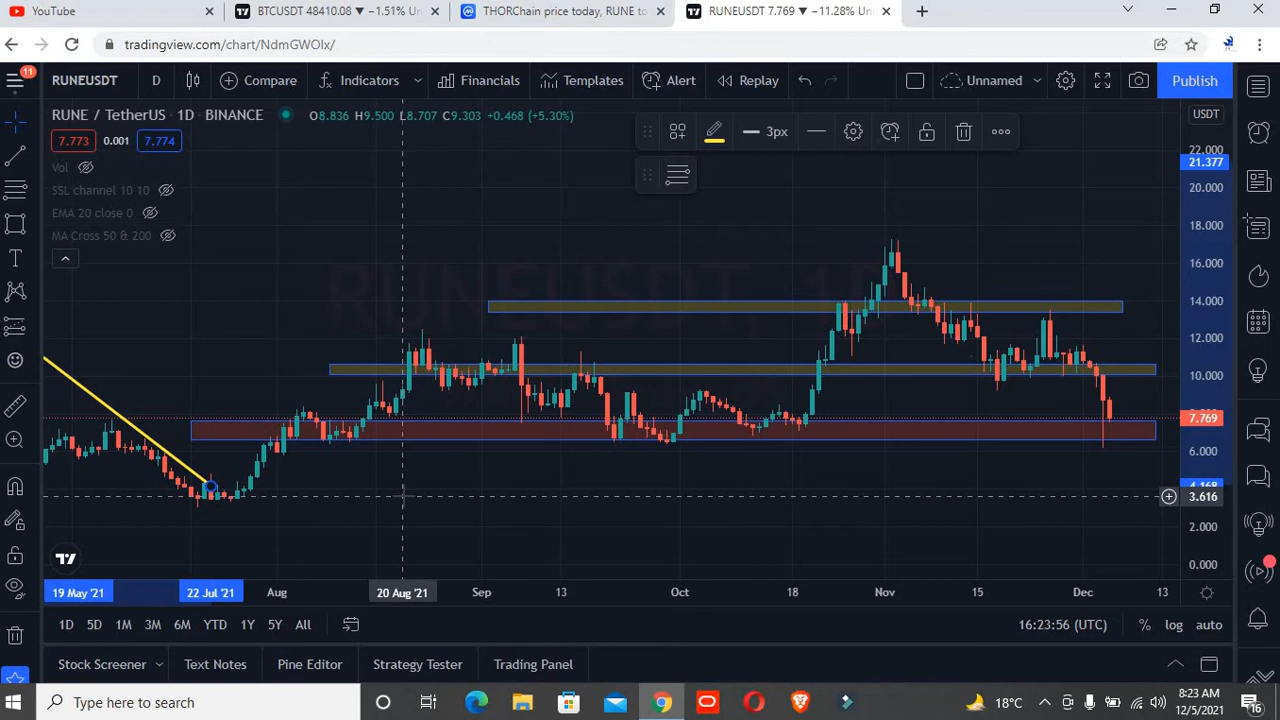 YouTube
BTCUSDT 48410.08 ▼ −1.51% Un
THORChain price today, RUNE to
RUNEUSDT 7.769 ▼ −11.28% Un
tradingview.com/chart/NdmGWOlx/
11
RUNEUSDT D Compare Indicators Financials Templates Alert Replay Unnamed Publish
RUNE / TetherUS · 1D · BINANCE O8.836 H9.500 L8.707 C9.303 +0.468 (+5.30%)
USDT
3px
7.773 0.001 7.774
Vol
SSL channel 10 10
EMA 20 close 0
MA Cross 50 & 200
RUNEUSDT, 1D
22.000
21.377
20.000
18.000
16.000
14.000
12.000
10.000
7.769
6.000
4.168
3.616
2.000
0.000
19 May '21 22 Jul '21 Aug 20 Aug '21 Sep 13 Oct 18 Nov 15 Dec 13
1D 5D 1M 3M 6M YTD 1Y 5Y All 16:23:56 (UTC) % log auto
Stock Screener Text Notes Pine Editor Strategy Tester Trading Panel
Type here to search
18°C
8:23 AM
12/5/2021
16